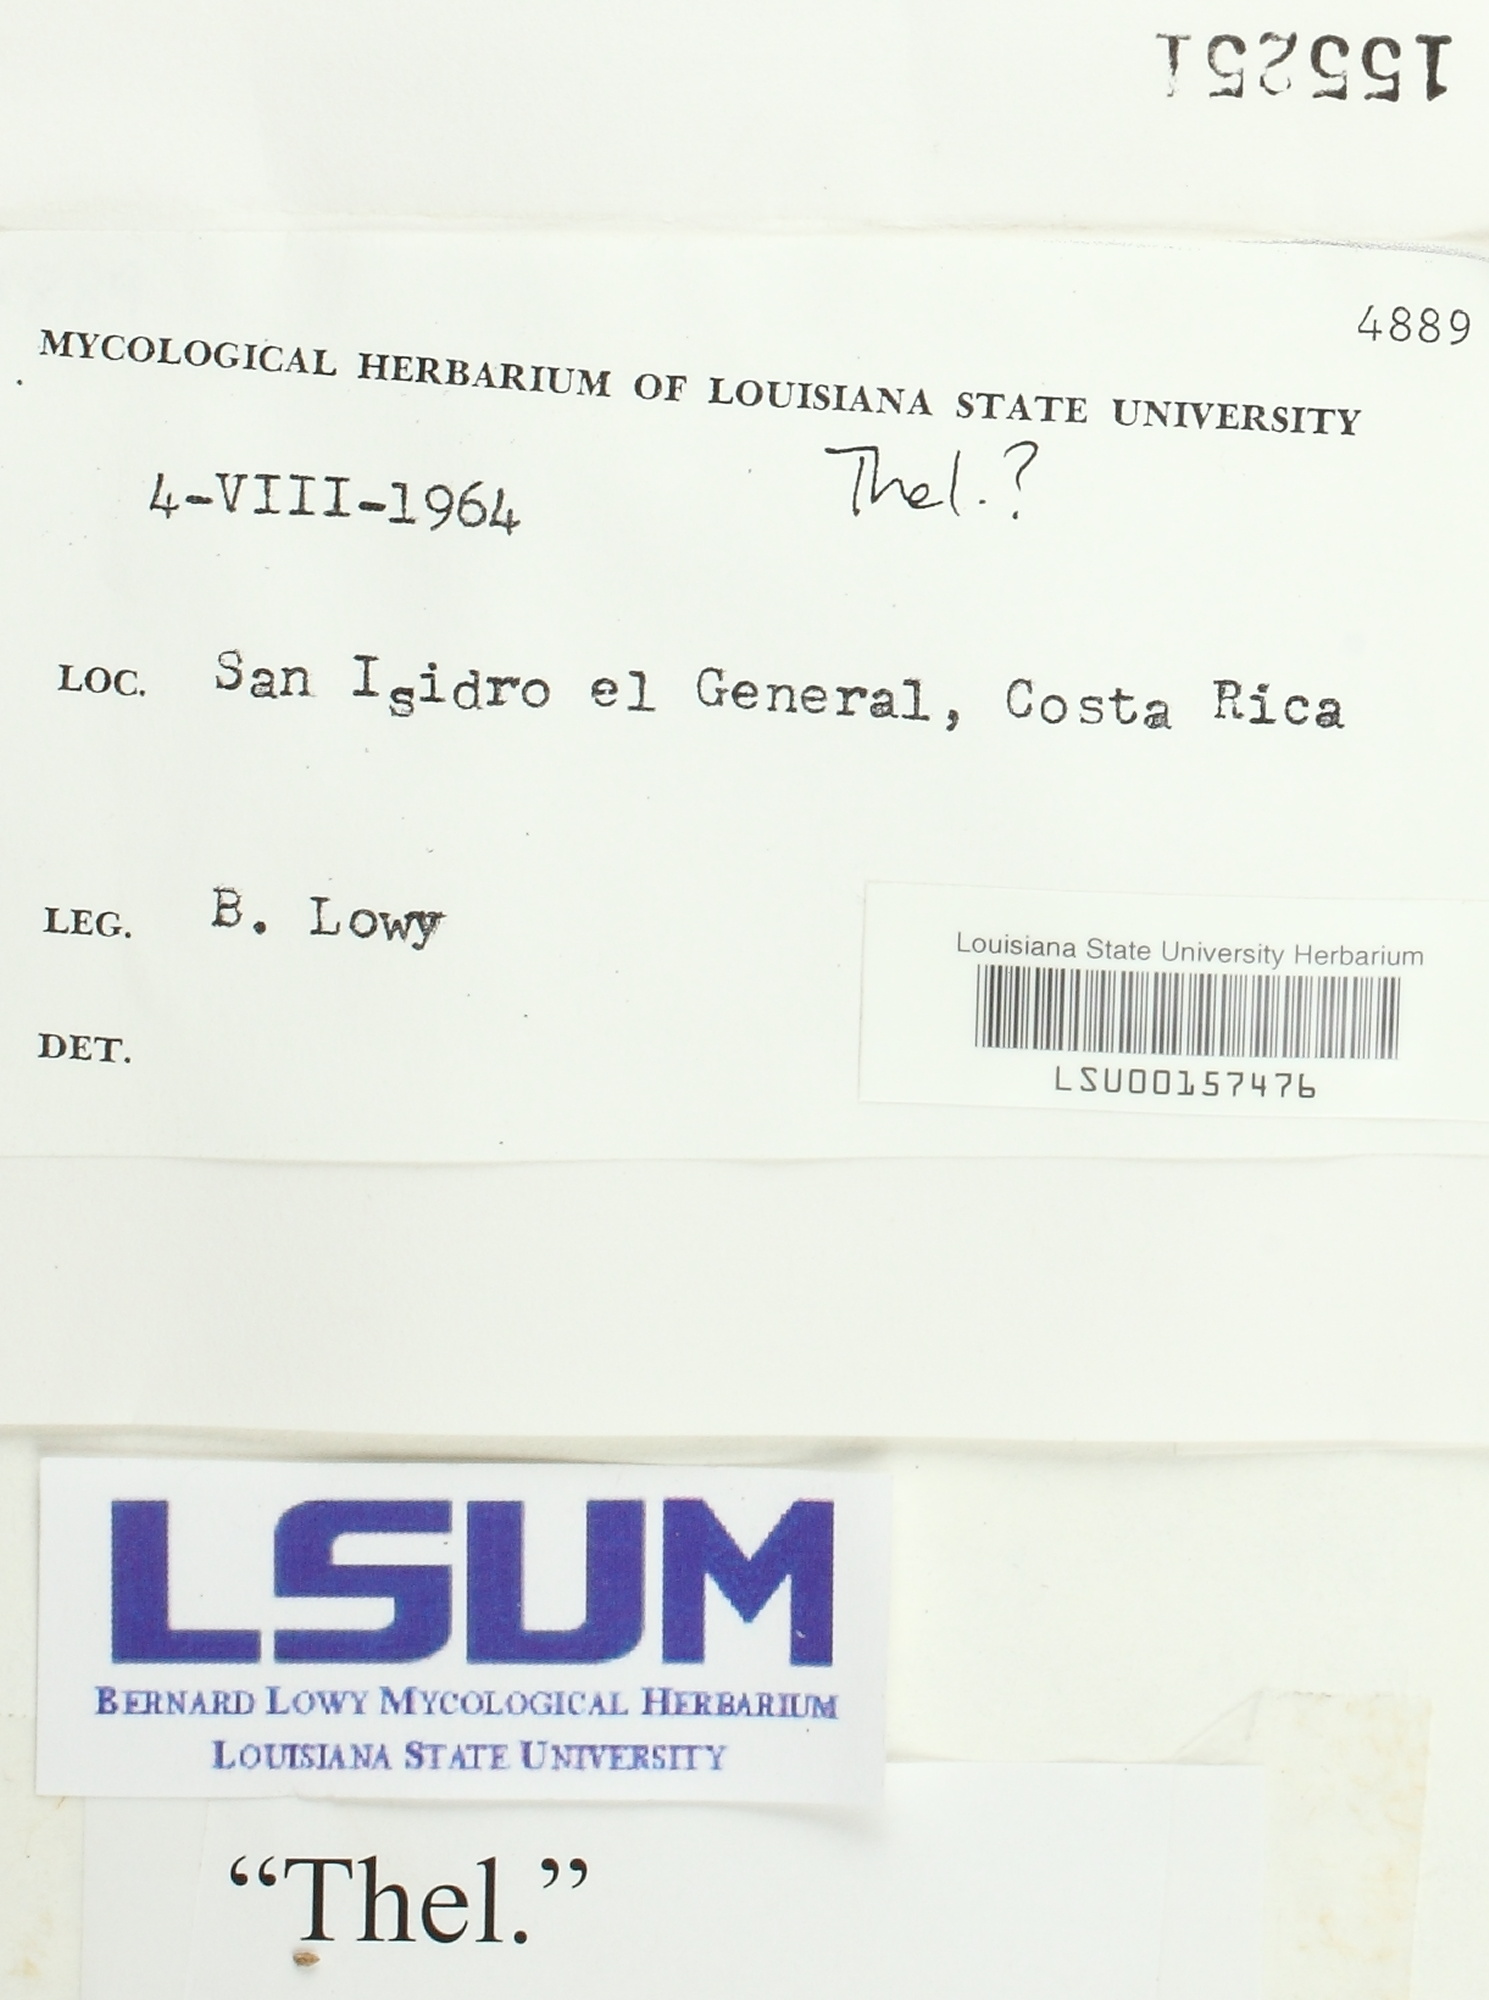 155251
4889
MYCOLOGICAL HERBARIUM OF LOUISIANA STATE UNIVERSITY
4-VIII-1964 Thel.?
LOC. San Isidro el General, Costa Rica
LEG. B. Lowy
Louisiana State University Herbarium
LSU00157476
DET.
LSUM
BERNARD LOWY MYCOLOGICAL HERBARIUM
LOUISIANA STATE UNIVERSITY
“Thel.”